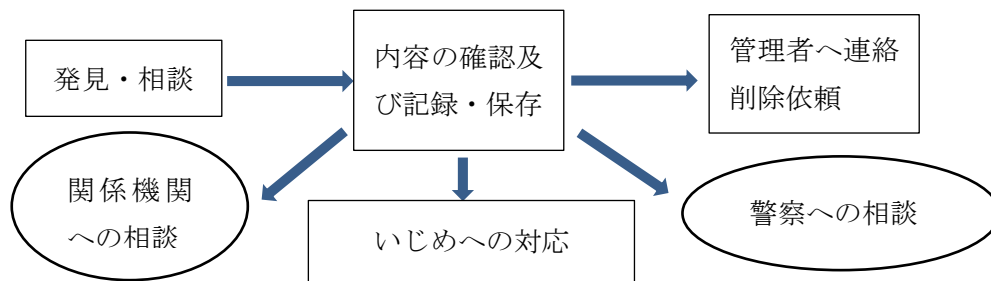 発見・相談
内容の確認及
び記録・保存
管理者へ連絡
削除依頼
関係機関
への相談
いじめへの対応
警察への相談